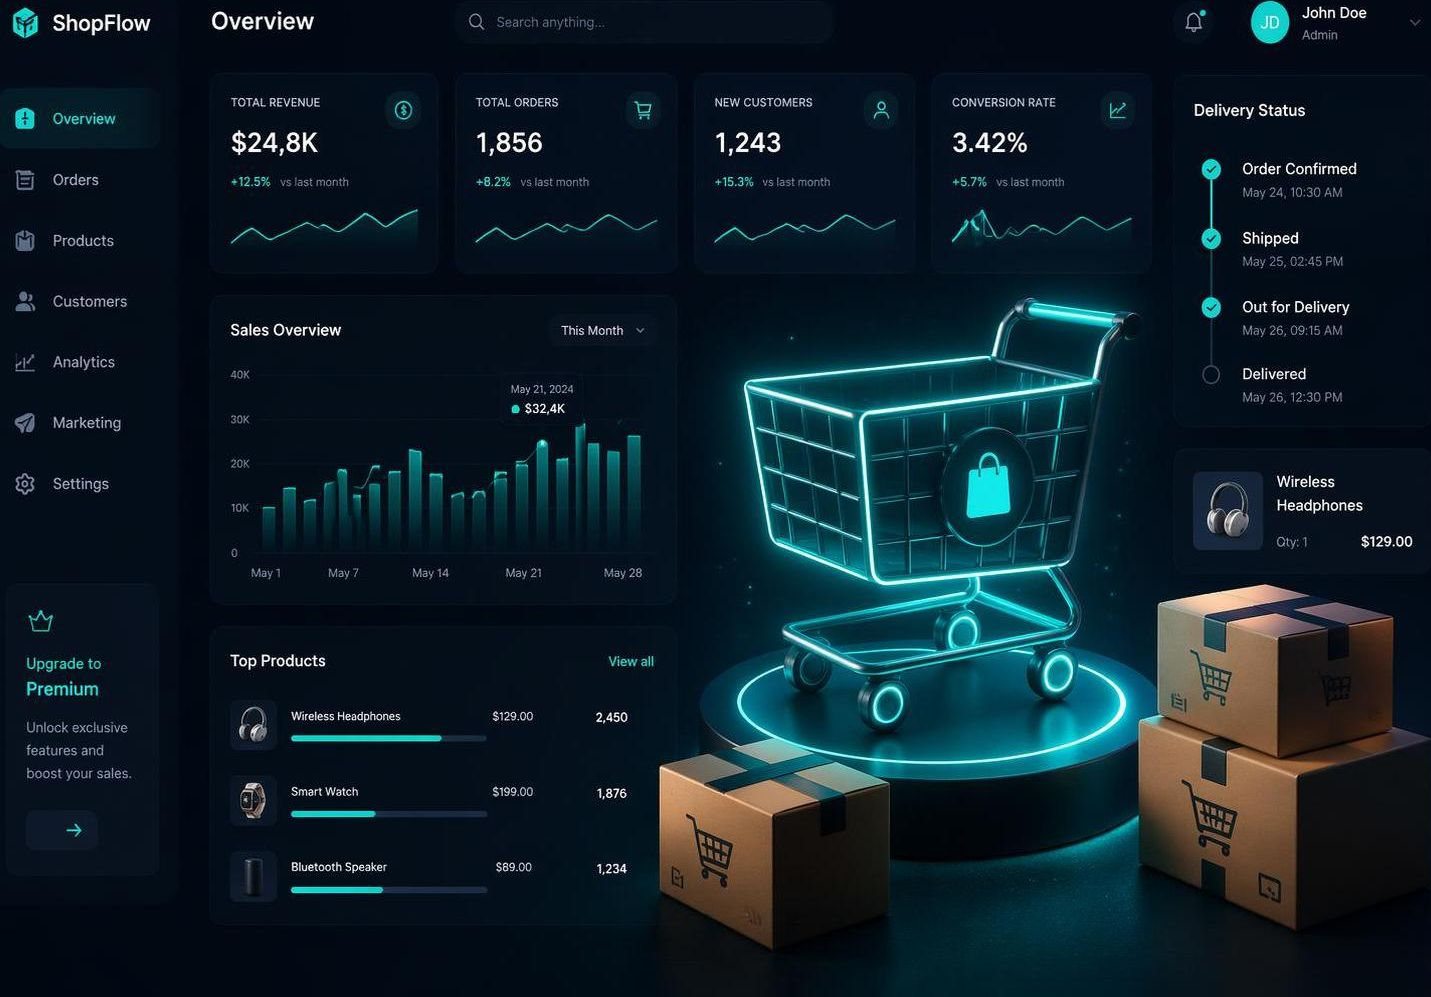 ShopFlow
Overview
Search anything...
JD
John Doe
Admin
Overview
Orders
Products
Customers
Analytics
Marketing
Settings
Upgrade to
Premium
Unlock exclusive
features and
boost your sales.
TOTAL REVENUE
$24,8K
+12.5% vs last month
TOTAL ORDERS
1,856
+8.2% vs last month
NEW CUSTOMERS
1,243
+15.3% vs last month
CONVERSION RATE
3.42%
+5.7% vs last month
Sales Overview
This Month
40K
30K
20K
10K
0
May 21, 2024
$32,4K
May 1
May 7
May 14
May 21
May 28
Top Products
View all
Wireless Headphones $129.00 2,450
Smart Watch $199.00 1,876
Bluetooth Speaker $89.00 1,234
Delivery Status
Order Confirmed
May 24, 10:30 AM
Shipped
May 25, 02:45 PM
Out for Delivery
May 26, 09:15 AM
Delivered
May 26, 12:30 PM
Wireless
Headphones
Qty: 1 $129.00